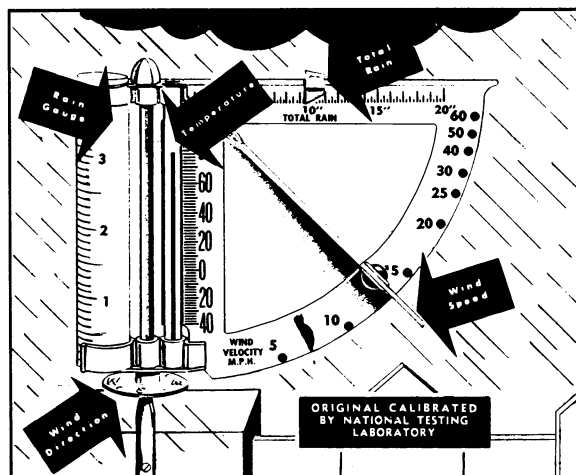 Rain
Gauge
Temperature
Total
Rain
10"
15"
20"
TOTAL RAIN
60
50
40
30
25
20
15
10
5
3
2
1
60
40
20
0
20
40
WIND
VELOCITY
M.P.H.
Wind
Speed
Wind
Direction
ORIGINAL CALIBRATED
BY NATIONAL TESTING
LABORATORY